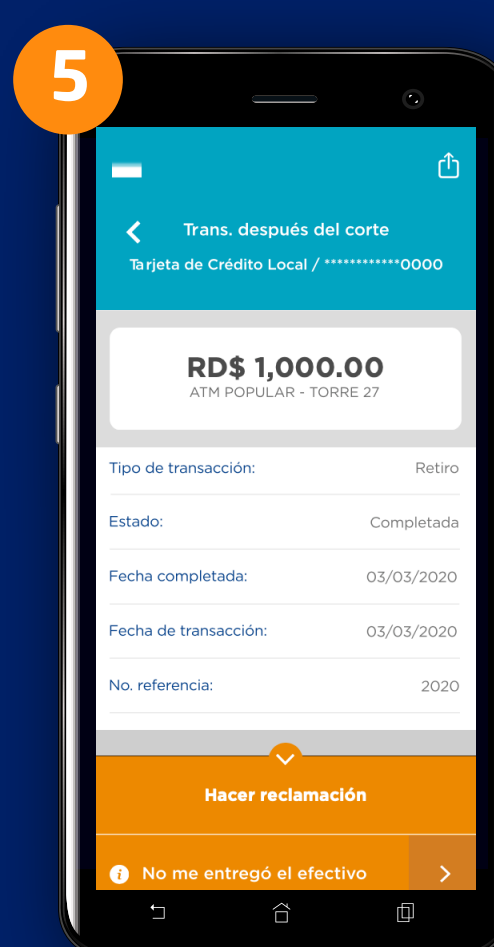 5
Trans. después del corte
Tarjeta de Crédito Local / ************0000
RD$ 1,000.00
ATM POPULAR - TORRE 27
Tipo de transacción: Retiro
Estado: Completada
Fecha completada: 03/03/2020
Fecha de transacción: 03/03/2020
No. referencia: 2020
Hacer reclamación
No me entregó el efectivo